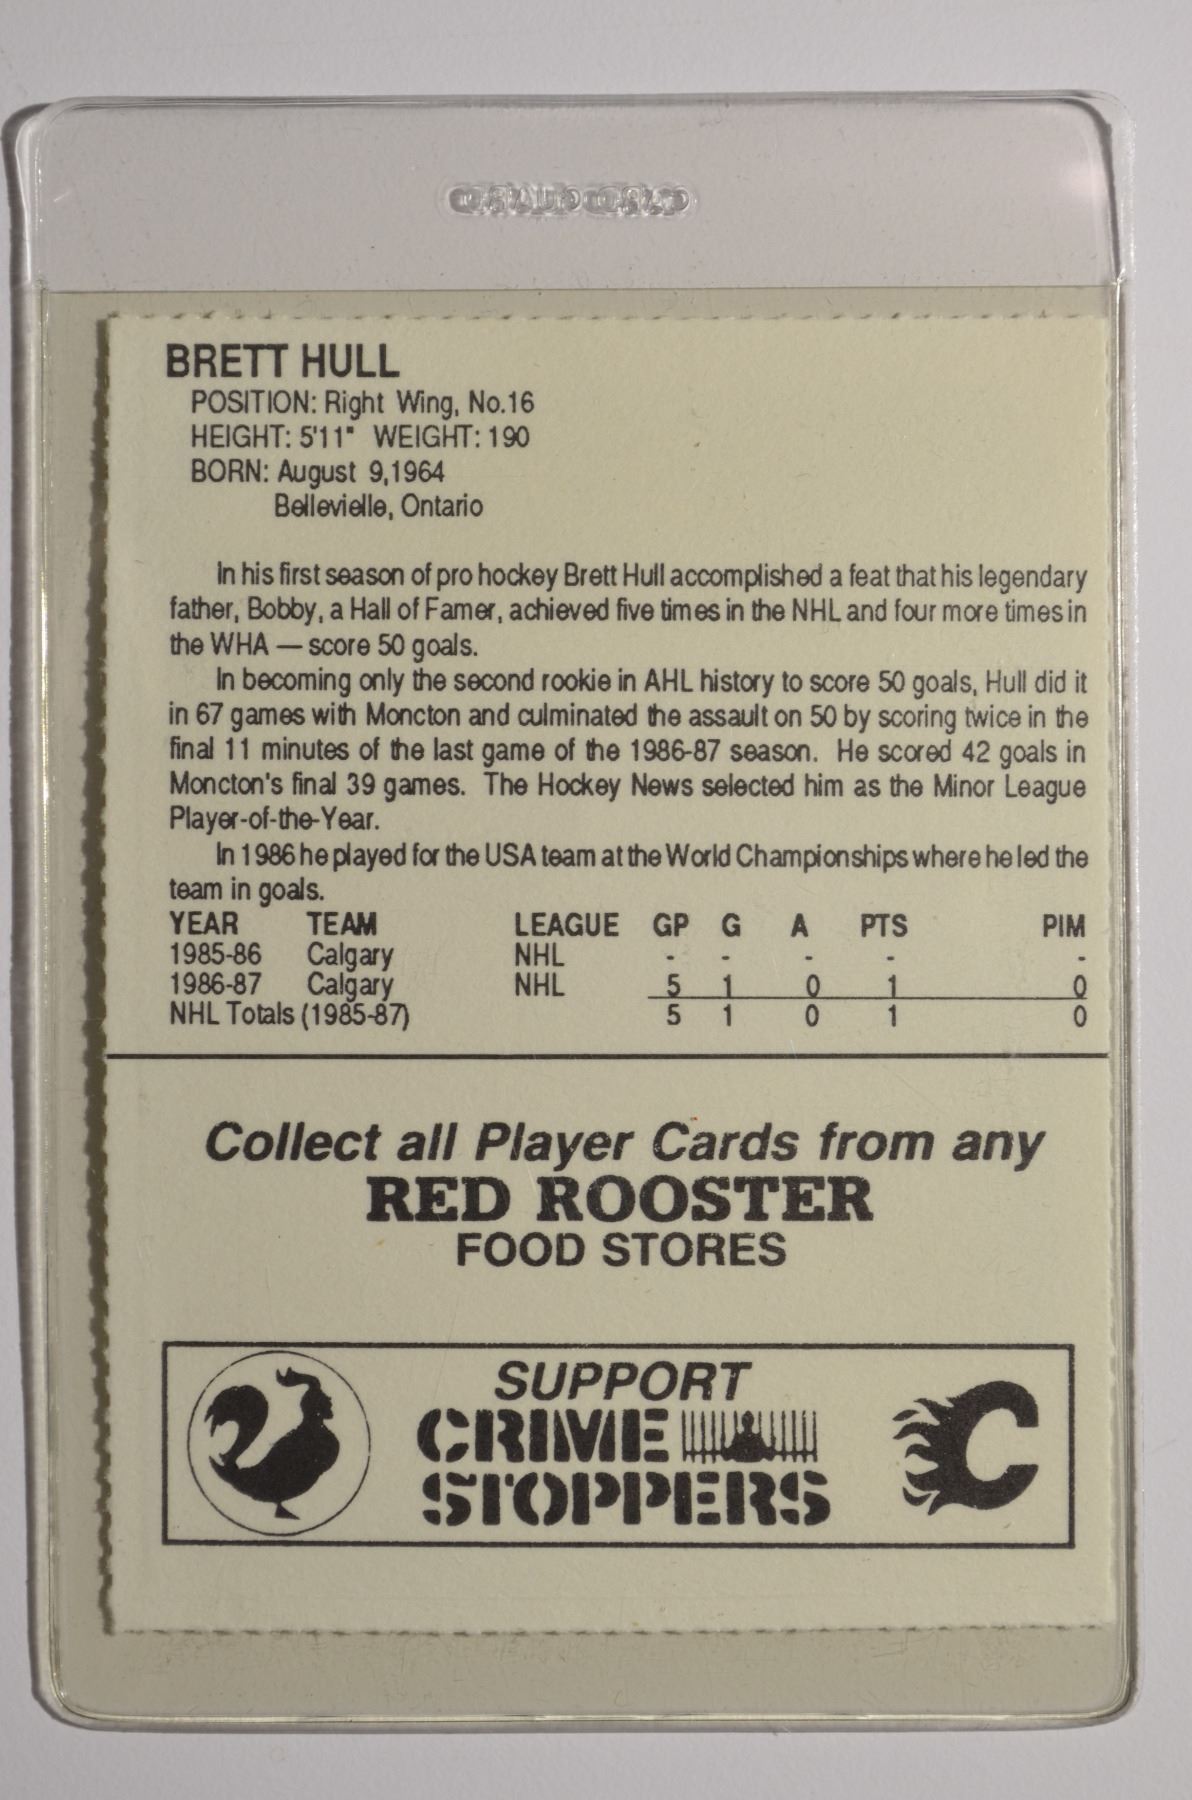 CARD GUARD
BRETT HULL
POSITION: Right Wing, No.16
HEIGHT: 5'11" WEIGHT: 190
BORN: August 9,1964
Bellevielle, Ontario
In his first season of pro hockey Brett Hull accomplished a feat that his legendary
father, Bobby, a Hall of Famer, achieved five times in the NHL and four more times in
the WHA — score 50 goals.
In becoming only the second rookie in AHL history to score 50 goals, Hull did it
in 67 games with Moncton and culminated the assault on 50 by scoring twice in the
final 11 minutes of the last game of the 1986-87 season. He scored 42 goals in
Moncton's final 39 games. The Hockey News selected him as the Minor League
Player-of-the-Year.
In 1986 he played for the USA team at the World Championships where he led the
team in goals.
YEAR TEAM LEAGUE GP G A PTS PIM
1985-86 Calgary NHL - - - - -
1986-87 Calgary NHL 5 1 0 1 0
NHL Totals (1985-87) 5 1 0 1 0
Collect all Player Cards from any
RED ROOSTER
FOOD STORES
SUPPORT
CRIME
STOPPERS
C